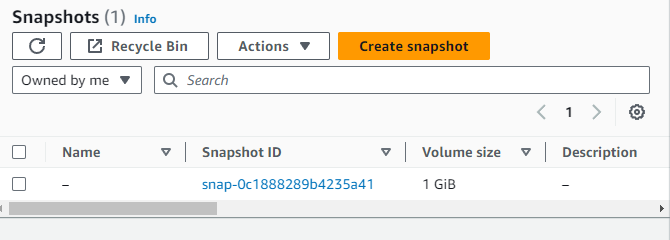 Snapshots (1) Info
Recycle Bin Actions Create snapshot
Owned by me Search
1
Name Snapshot ID Volume size Description
– snap-0c1888289b4235a41 1 GiB –